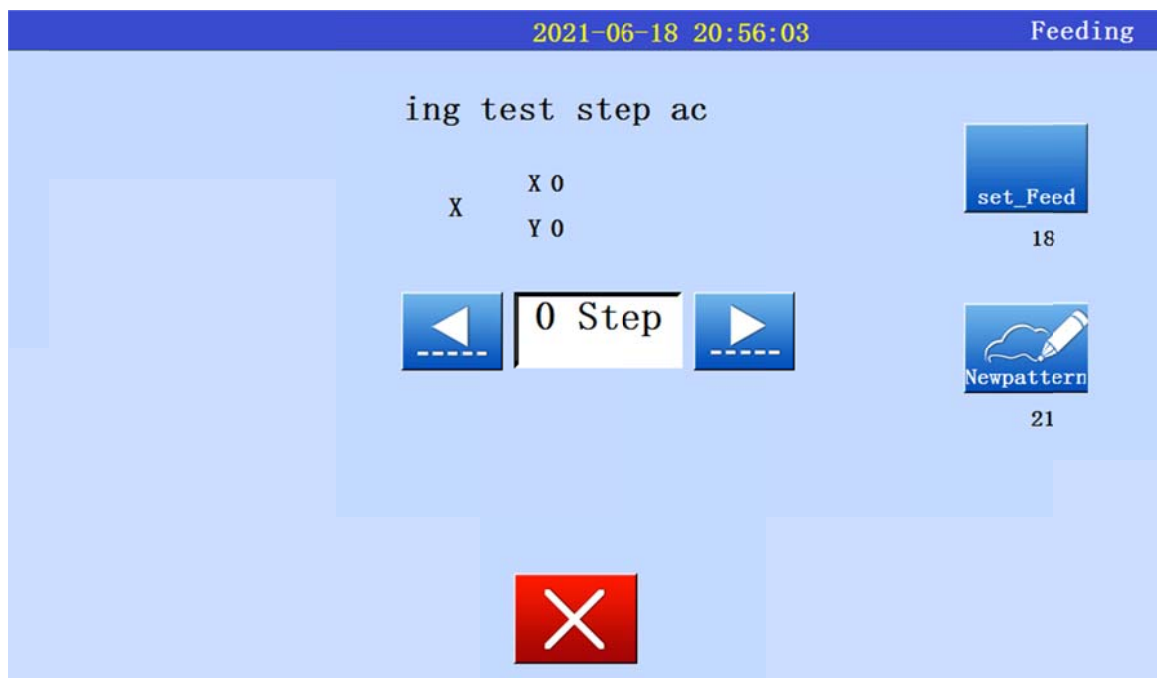 2021-06-18 20:56:03 Feeding
ing test step ac
X 0
X
Y 0
set_Feed
18
0 Step
Newpattern
21